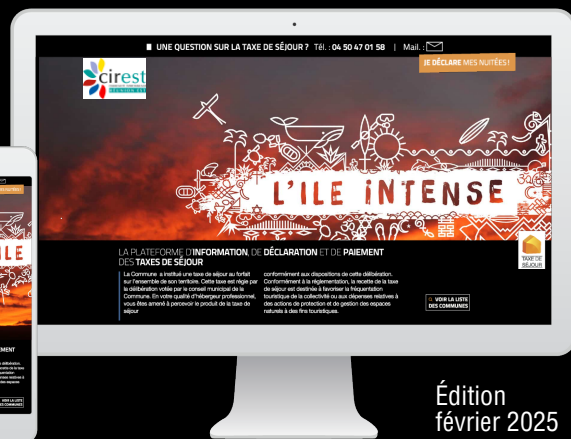 UNE QUESTION SUR LA TAXE DE SÉJOUR ? Tél. : 04 50 47 01 58 | Mail. :
JE DÉCLARE MES NUITÉES !
cirest
L'ILE INTENSE
LA PLATEFORME D'INFORMATION, DE DÉCLARATION ET DE PAIEMENT
DES TAXES DE SÉJOUR
La Commune a institué une taxe de séjour au forfait
sur l'ensemble de son territoire. Cette taxe est régie par
la délibération votée par le conseil municipal de la
Commune. En votre qualité d'hébergeur professionnel,
vous êtes amené à percevoir le produit de la taxe de
séjour
conformément aux dispositions de cette délibération.
Conformément à la réglementation, la recette de la taxe
de séjour est destinée à favoriser la fréquentation
touristique de la collectivité ou aux dépenses relatives à
des actions de protection et de gestion des espaces
naturels à des fins touristiques.
TAXE DE
SÉJOUR
VOIR LA LISTE
DES COMMUNES
ILE
VOIR LA LISTE
DES COMMUNES
Édition
février 2025